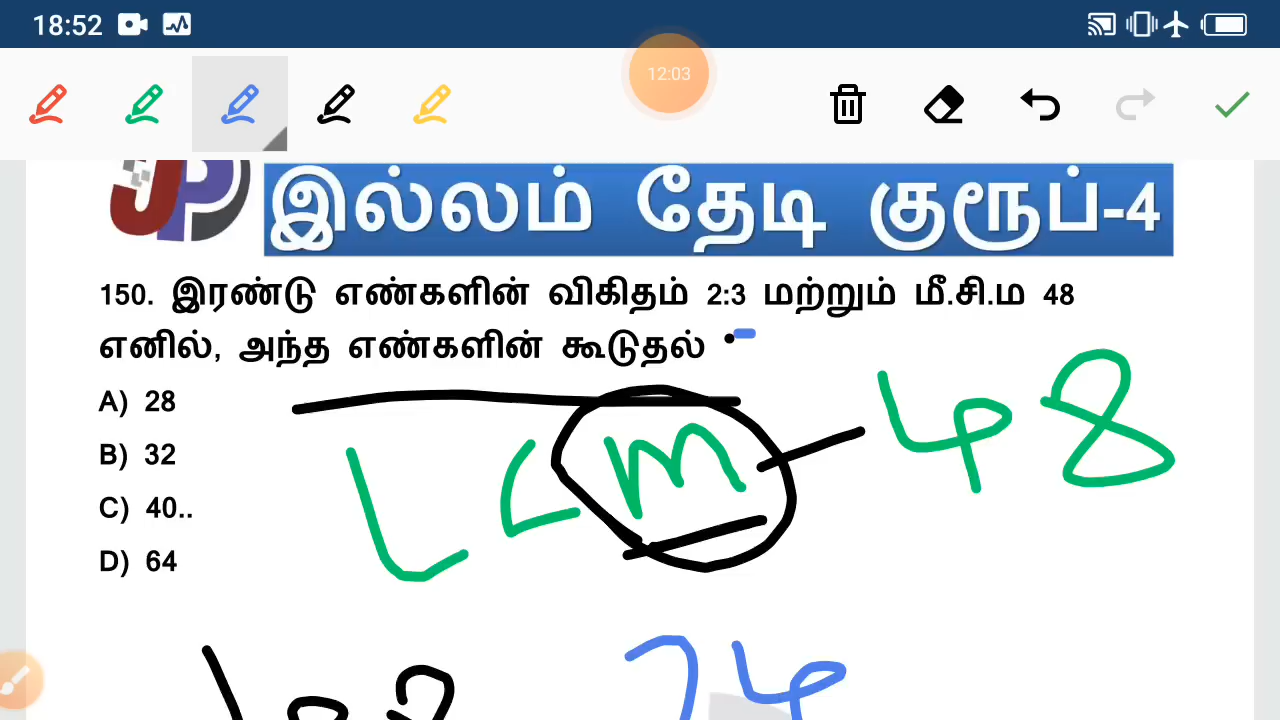 18:52
12:03
JP இல்லம் தேடி குரூப்-4
150. இரண்டு எண்களின் விகிதம் 2:3 மற்றும் மீ.சி.ம 48
எனில், அந்த எண்களின் கூடுதல்
A) 28
B) 32
C) 40..
D) 64
LCM - 48